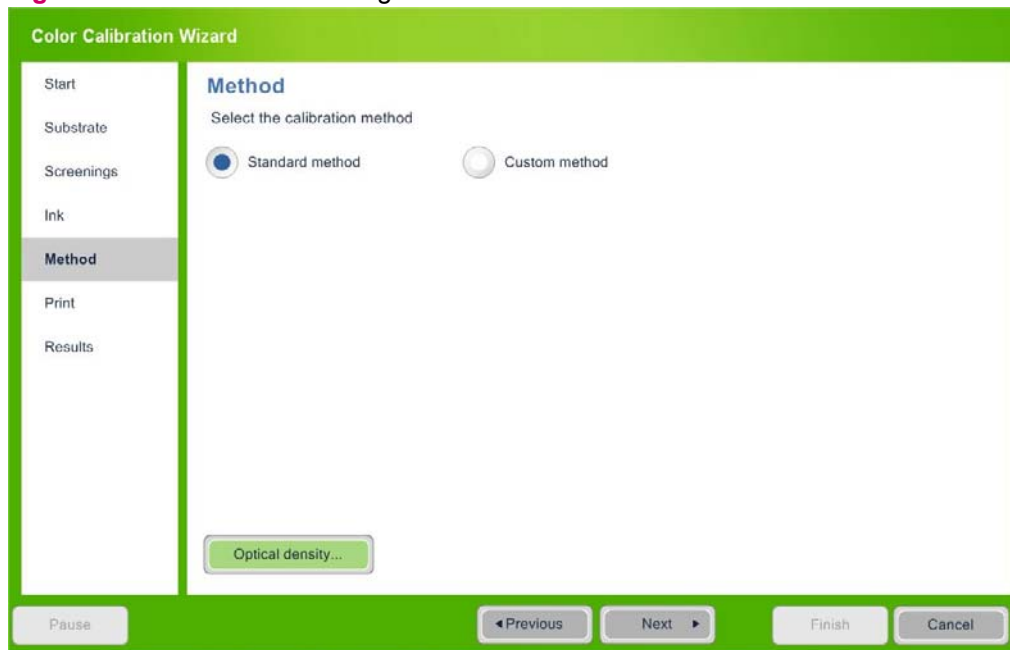 Color Calibration Wizard
Start
Substrate
Screenings
Ink
Method
Print
Results
Method
Select the calibration method
Standard method
Custom method
Optical density...
Pause
Previous
Next
Finish
Cancel